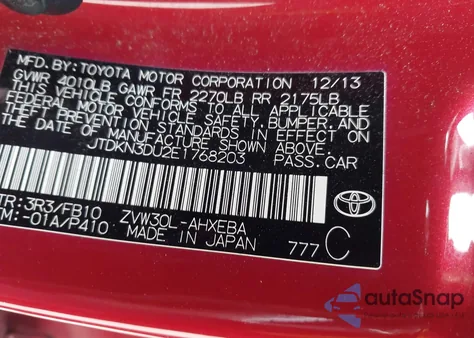 MFD. BY: TOYOTA MOTOR CORPORATION 12/13
GVWR 4010LB GAWR FR 2270LB RR 2175LB
THIS VEHICLE CONFORMS TO ALL APPLICABLE
FEDERAL MOTOR VEHICLE SAFETY, BUMPER, AND
THEFT PREVENTION STANDARDS IN EFFECT ON
THE DATE OF MANUFACTURE SHOWN ABOVE.
JTDKN3DU2E1768203 PASS.CAR
TR:3R3/FB10 ZVW30L-AHXEBA
TM:-01A/P410 MADE IN JAPAN 777 C
autoSnap